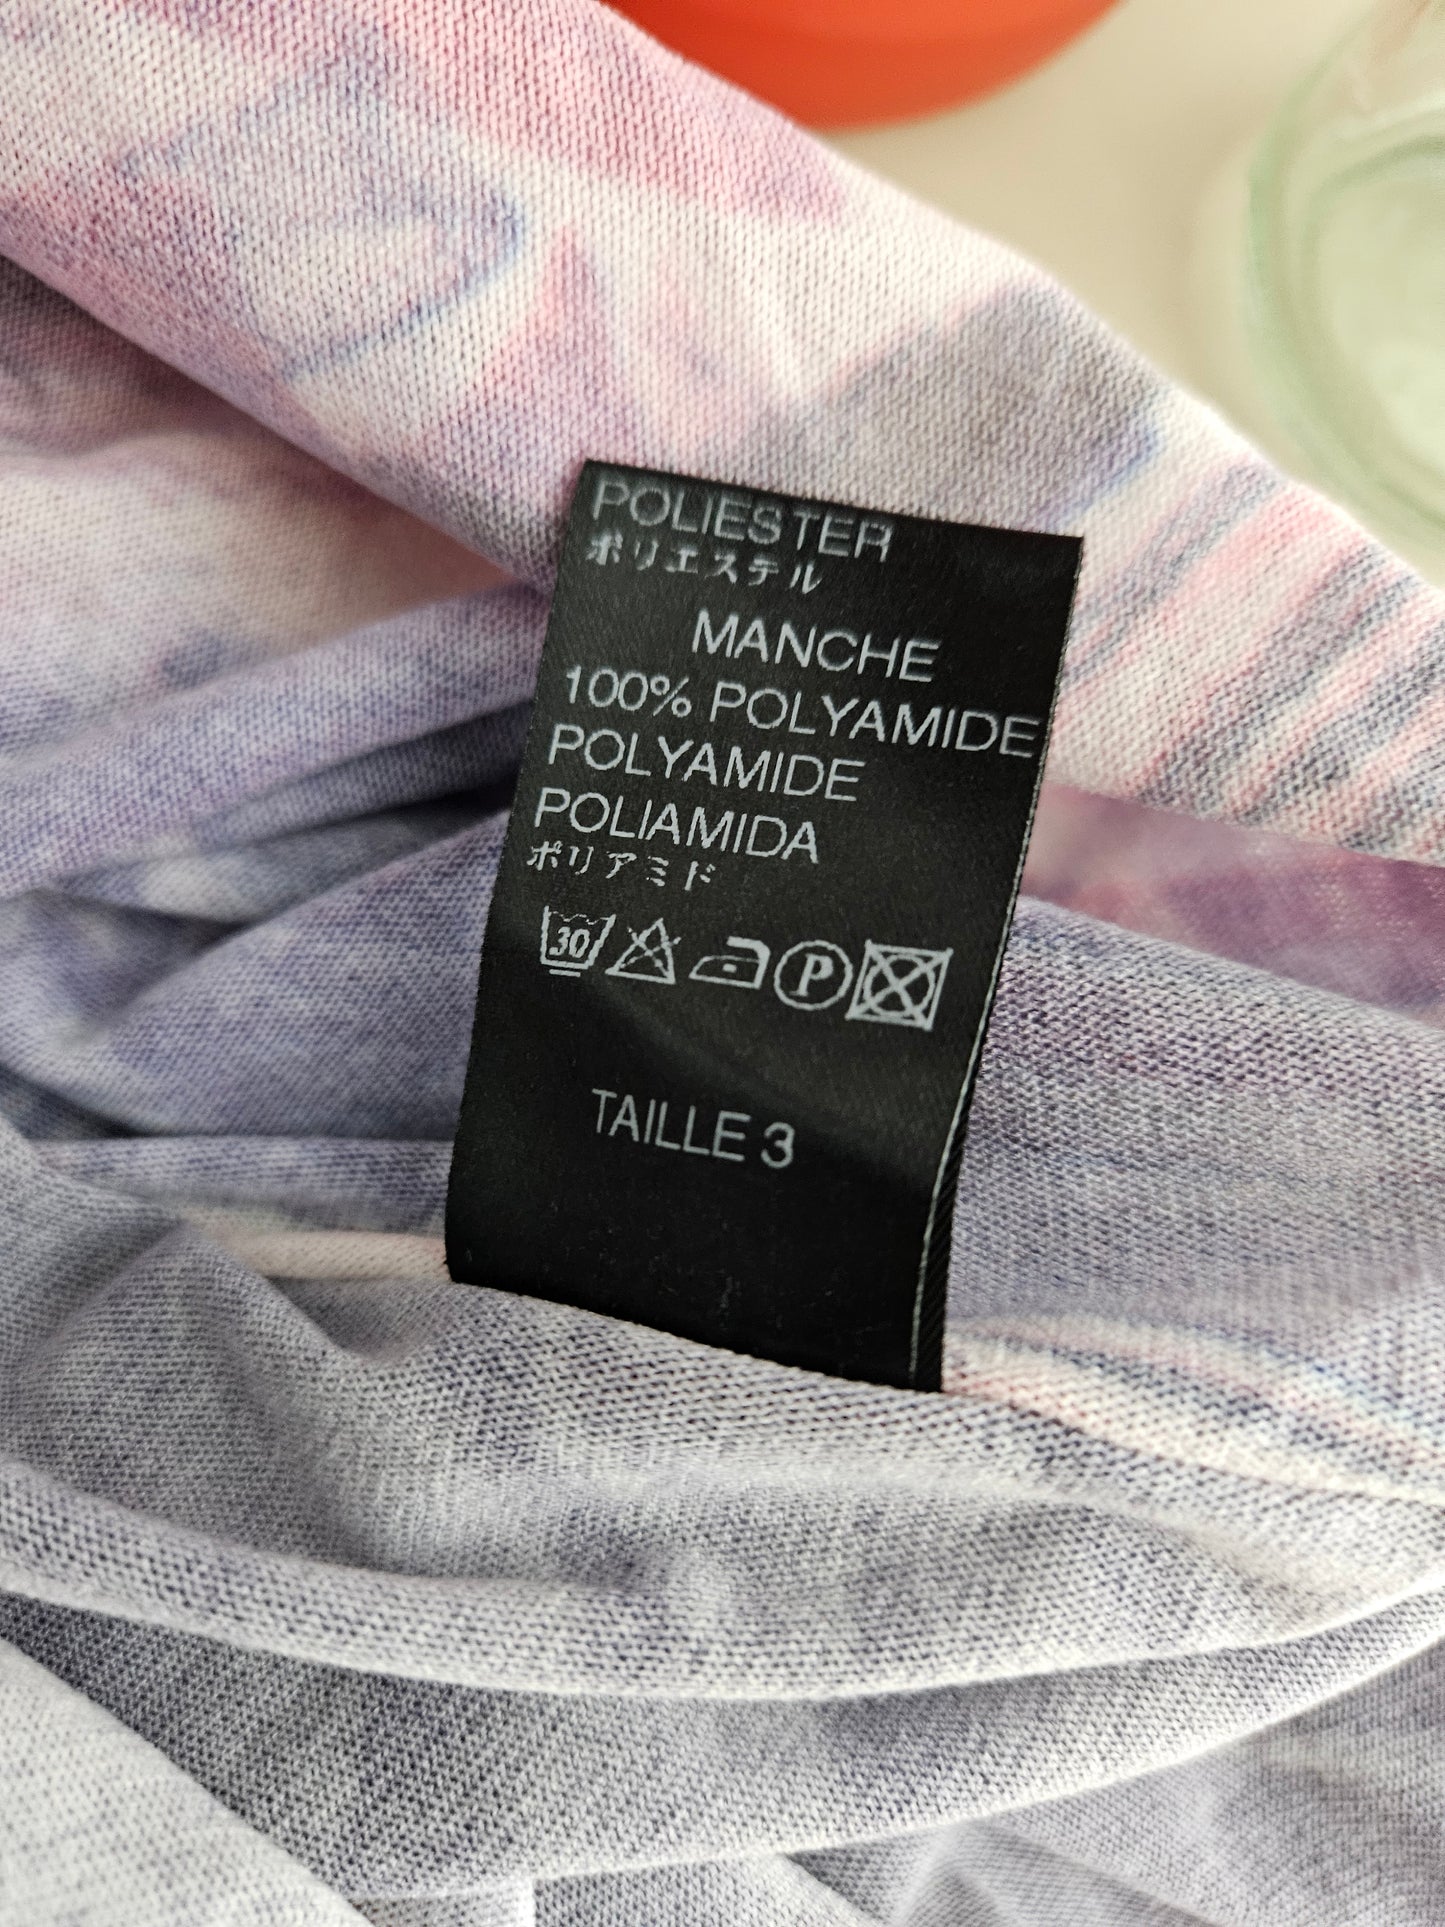 POLIESTER
ポリエステル
MANCHE
100% POLYAMIDE
POLYAMIDE
POLIAMIDA
ポリアミド
30 P
TAILLE 3